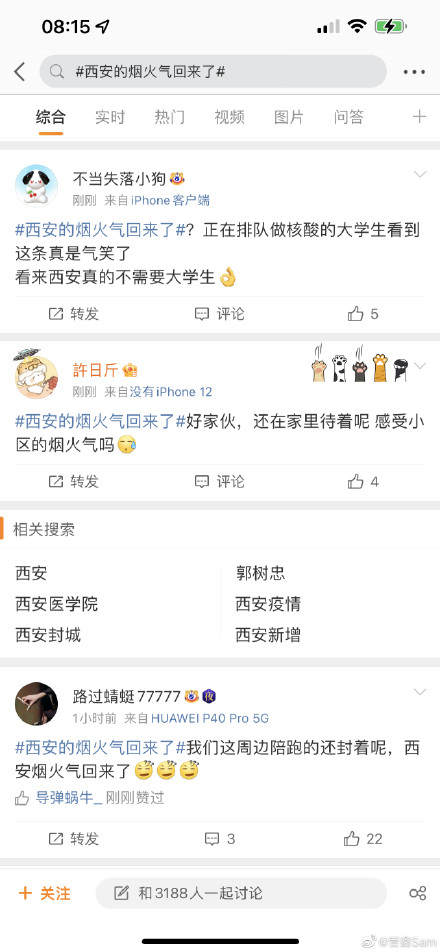 08:15
#西安的烟火气回来了#
综合 实时 热门 视频 图片 问答
不当失落小狗
刚刚 来自 iPhone客户端
#西安的烟火气回来了#？正在排队做核酸的大学生看到
这条真是气笑了
看来西安真的不需要大学生
转发 评论 5
許日斤
刚刚 来自 没有iPhone 12
#西安的烟火气回来了#好家伙，还在家里待着呢 感受小
区的烟火气吗
转发 评论 4
相关搜索
西安 郭树忠
西安医学院 西安疫情
西安封城 西安新增
路过蜻蜓77777
1小时前 来自 HUAWEI P40 Pro 5G
#西安的烟火气回来了#我们这周边陪跑的还封着呢，西
安烟火气回来了
导弹蜗牛_ 刚刚赞过
转发 3 22
+ 关注 和3188人一起讨论